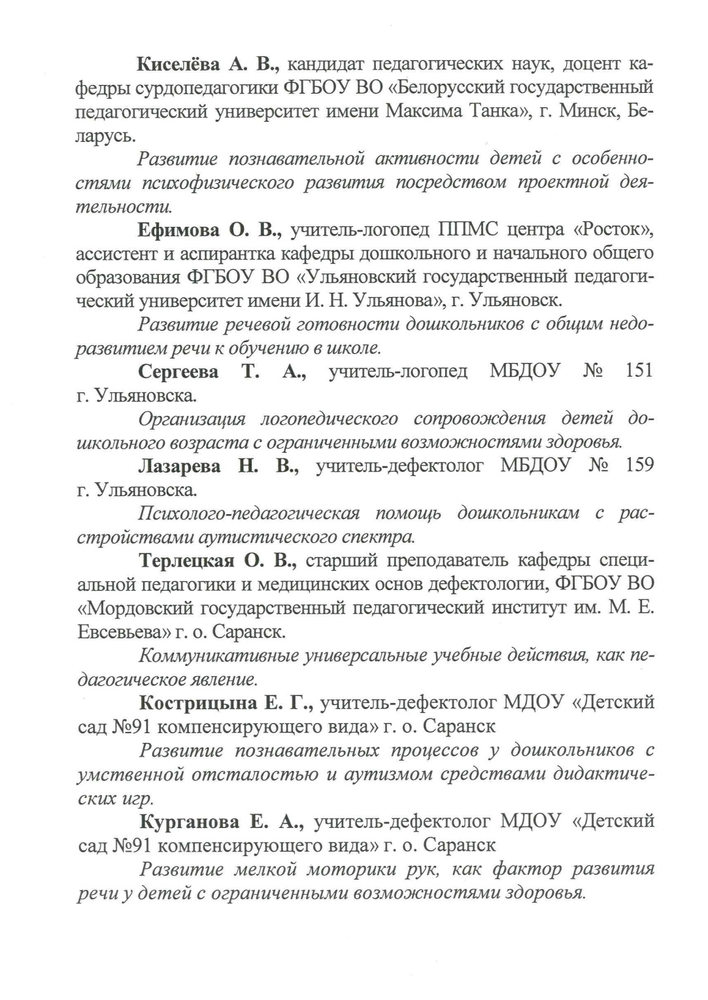 Киселёва А. В., кандидат педагогических наук, доцент ка-
федры сурдопедагогики ФГБОУ ВО «Белорусский государственный
педагогический университет имени Максима Танка», г. Минск, Бе-
ларусь.
Развитие познавательной активности детей с особенно-
стями психофизического развития посредством проектной дея-
тельности.
Ефимова О. В., учитель-логопед ППМС центра «Росток»,
ассистент и аспирантка кафедры дошкольного и начального общего
образования ФГБОУ ВО «Ульяновский государственный педагоги-
ческий университет имени И. Н. Ульянова», г. Ульяновск.
Развитие речевой готовности дошкольников с общим недо-
развитием речи к обучению в школе.
Сергеева Т. А., учитель-логопед МБДОУ № 151
г. Ульяновска.
Организация логопедического сопровождения детей до-
школьного возраста с ограниченными возможностями здоровья.
Лазарева Н. В., учитель-дефектолог МБДОУ № 159
г. Ульяновска.
Психолого-педагогическая помощь дошкольникам с рас-
стройствами аутистического спектра.
Терлецкая О. В., старший преподаватель кафедры специ-
альной педагогики и медицинских основ дефектологии, ФГБОУ ВО
«Мордовский государственный педагогический институт им. М. Е.
Евсевьева» г. о. Саранск.
Коммуникативные универсальные учебные действия, как пе-
дагогическое явление.
Кострицына Е. Г., учитель-дефектолог МДОУ «Детский
сад №91 компенсирующего вида» г. о. Саранск
Развитие познавательных процессов у дошкольников с
умственной отсталостью и аутизмом средствами дидактиче-
ских игр.
Курганова Е. А., учитель-дефектолог МДОУ «Детский
сад №91 компенсирующего вида» г. о. Саранск
Развитие мелкой моторики рук, как фактор развития
речи у детей с ограниченными возможностями здоровья.